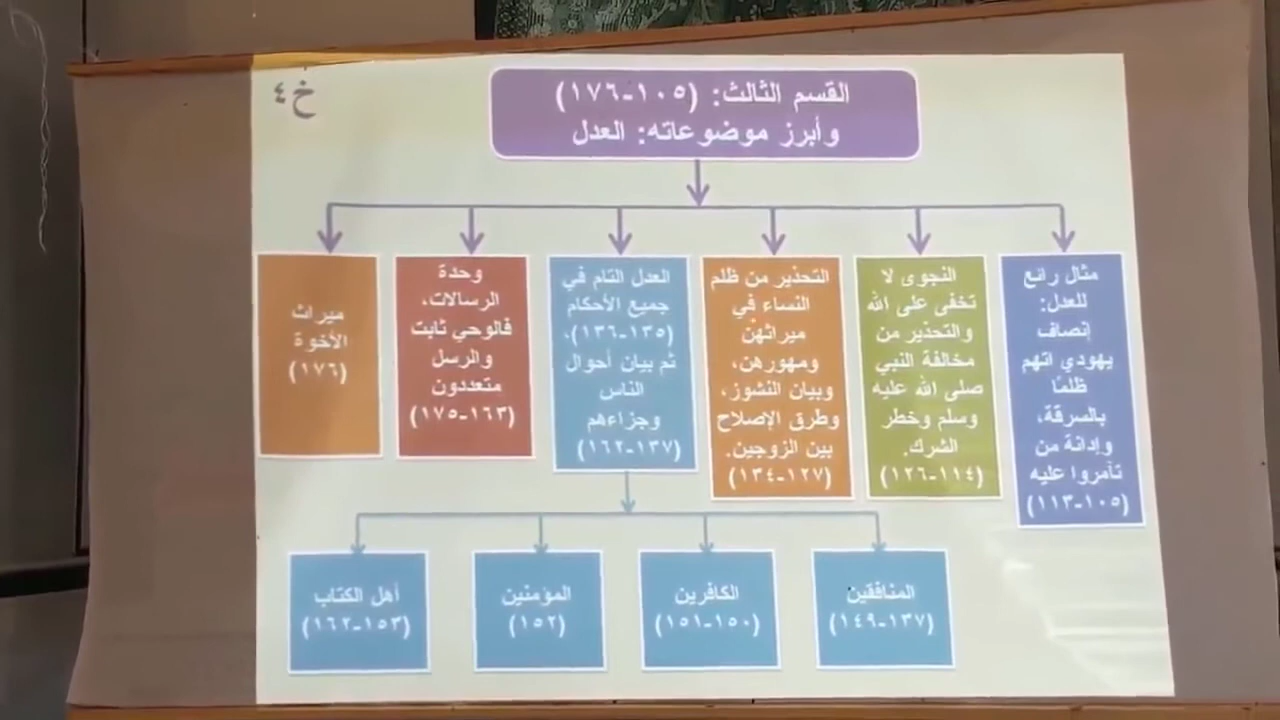 خ٤
القسم الثالث: (١٠٥-١٧٦)
وأبرز موضوعاته: العدل
مثال رائع
للعدل:
إنصاف
يهودي اتهم
ظلمًا
بالسرقة،
وإدانة من
تآمروا عليه
(١٠٥-١١٣)
النجوى لا
تخفى على الله
والتحذير من
مخالفة النبي
صلى الله عليه
وسلم وخطر
الشرك.
(١١٤-١٢٦)
التحذير من ظلم
النساء في
ميراثهنّ
ومهورهن،
وبيان النشوز،
وطرق الإصلاح
بين الزوجين.
(١٢٧-١٣٤)
العدل التام في
جميع الأحكام
(١٣٥-١٣٦)،
ثم بيان أحوال
الناس
وجزاءهم
(١٣٧-١٦٢)
وحدة
الرسالات،
فالوحي ثابت
والرسل
متعددون
(١٦٣-١٧٥)
ميراث
الأخوة
(١٧٦)
المنافقين
(١٣٧-١٤٩)
الكافرين
(١٥٠-١٥١)
المؤمنين
(١٥٢)
أهل الكتاب
(١٥٣-١٦٢)